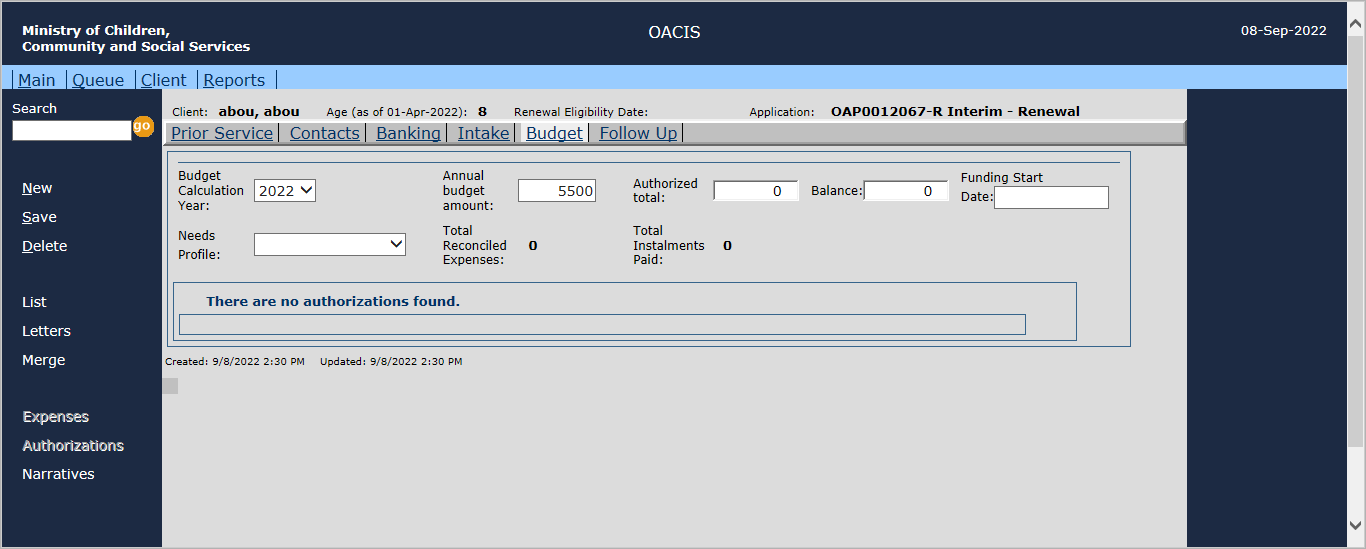 Ministry of Children,
Community and Social Services
OACIS
08-Sep-2022
Main Queue Client Reports
Search
go
New
Save
Delete
List
Letters
Merge
Expenses
Authorizations
Narratives
Client: abou, abou Age (as of 01-Apr-2022): 8 Renewal Eligibility Date: Application: OAP0012067-R Interim - Renewal
Prior Service Contacts Banking Intake Budget Follow Up
Budget
Calculation
Year:
2022
Annual
budget
amount:
5500
Authorized
total:
0
Balance:
0
Funding Start
Date:
Needs
Profile:
Total
Reconciled
Expenses:
0
Total
Instalments
Paid:
0
There are no authorizations found.
Created: 9/8/2022 2:30 PM Updated: 9/8/2022 2:30 PM